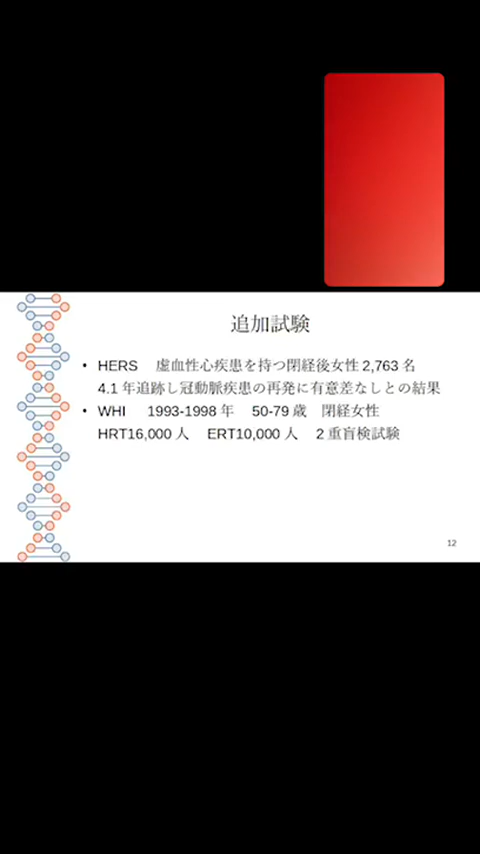 追加試験
• HERS 虚血性心疾患を持つ閉経後女性 2,763 名
4.1 年追跡し冠動脈疾患の再発に有意差なしとの結果
• WHI 1993-1998 年 50-79 歳 閉経女性
HRT16,000 人 ERT10,000 人 2 重盲検試験
12